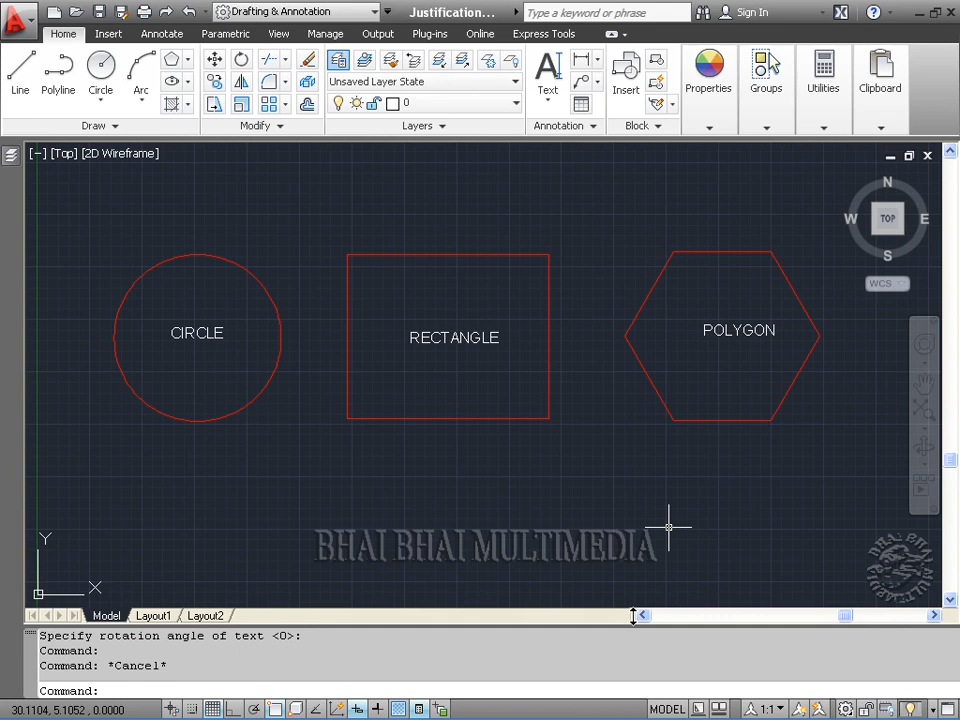 Drafting & Annotation
Justification...
Type a keyword or phrase
Sign In
Home Insert Annotate Parametric View Manage Output Plug-ins Online Express Tools
Unsaved Layer State
0
Line Polyline Circle Arc
Text
Insert
Properties Groups Utilities Clipboard
Draw
Modify
Layers
Annotation
Block
[−] [Top] [2D Wireframe]
N
W TOP E
S
WCS
CIRCLE
RECTANGLE
POLYGON
BHAI BHAI MULTIMEDIA
Y
X
Model Layout1 Layout2
Specify rotation angle of text <0>:
Command:
Command: *Cancel*
Command:
30.1104, 5.1052 , 0.0000
MODEL
1:1